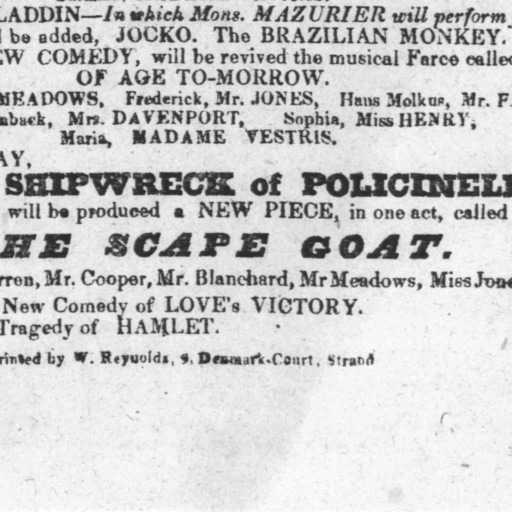 LADDIN—In which Mons. MAZURIER will perform
l be added, JOCKO. The BRAZILIAN MONKEY.
EW COMEDY, will be revived the musical Farce called
OF AGE TO-MORROW.
MEADOWS, Frederick, Mr. JONES, Hans Molkus, Mr. F
nback, Mrs. DAVENPORT, Sophia, Miss HENRY,
Maria, MADAME VESTRIS.
AY,
SHIPWRECK of POLICINEL
will be produced a NEW PIECE, in one act, called
HE SCAPE GOAT.
rren, Mr. Cooper, Mr. Blanchard, Mr Meadows, Miss Jone
New Comedy of LOVE's VICTORY.
Tragedy of HAMLET.
rinted by W. Reynolds, 9, Denmark-Court, Strand